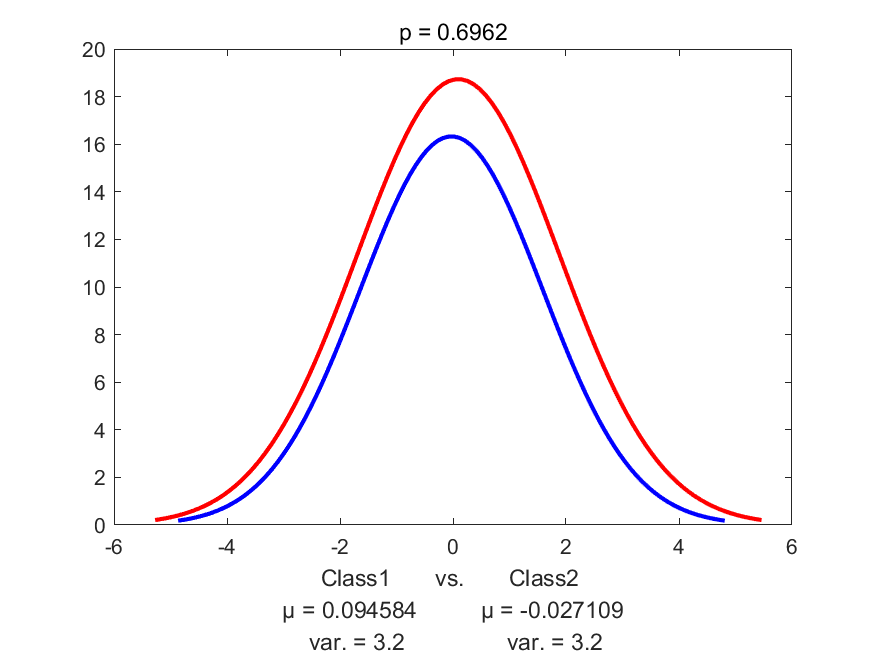 p = 0.6962
20
18
16
14
12
10
8
6
4
2
0
-6 -4 -2 0 2 4 6
Class1 vs. Class2
μ = 0.094584 μ = -0.027109
var. = 3.2 var. = 3.2